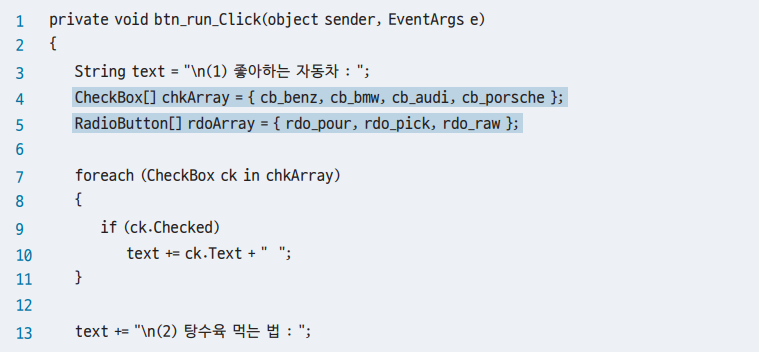 1 private void btn_run_Click(object sender, EventArgs e)
2 {
3 String text = "\n(1) 좋아하는 자동차 : ";
4 CheckBox[] chkArray = { cb_benz, cb_bmw, cb_audi, cb_porsche };
5 RadioButton[] rdoArray = { rdo_pour, rdo_pick, rdo_raw };
6
7 foreach (CheckBox ck in chkArray)
8 {
9 if (ck.Checked)
10 text += ck.Text + " ";
11 }
12
13 text += "\n(2) 탕수육 먹는 법 : ";